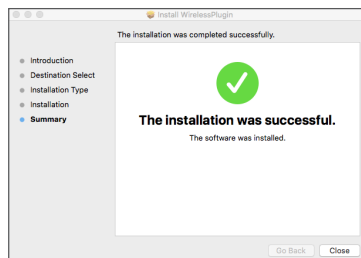 Install WirelessPlugin
The installation was completed successfully.
Introduction
Destination Select
Installation Type
Installation
Summary
The installation was successful.
The software was installed.
Go Back
Close